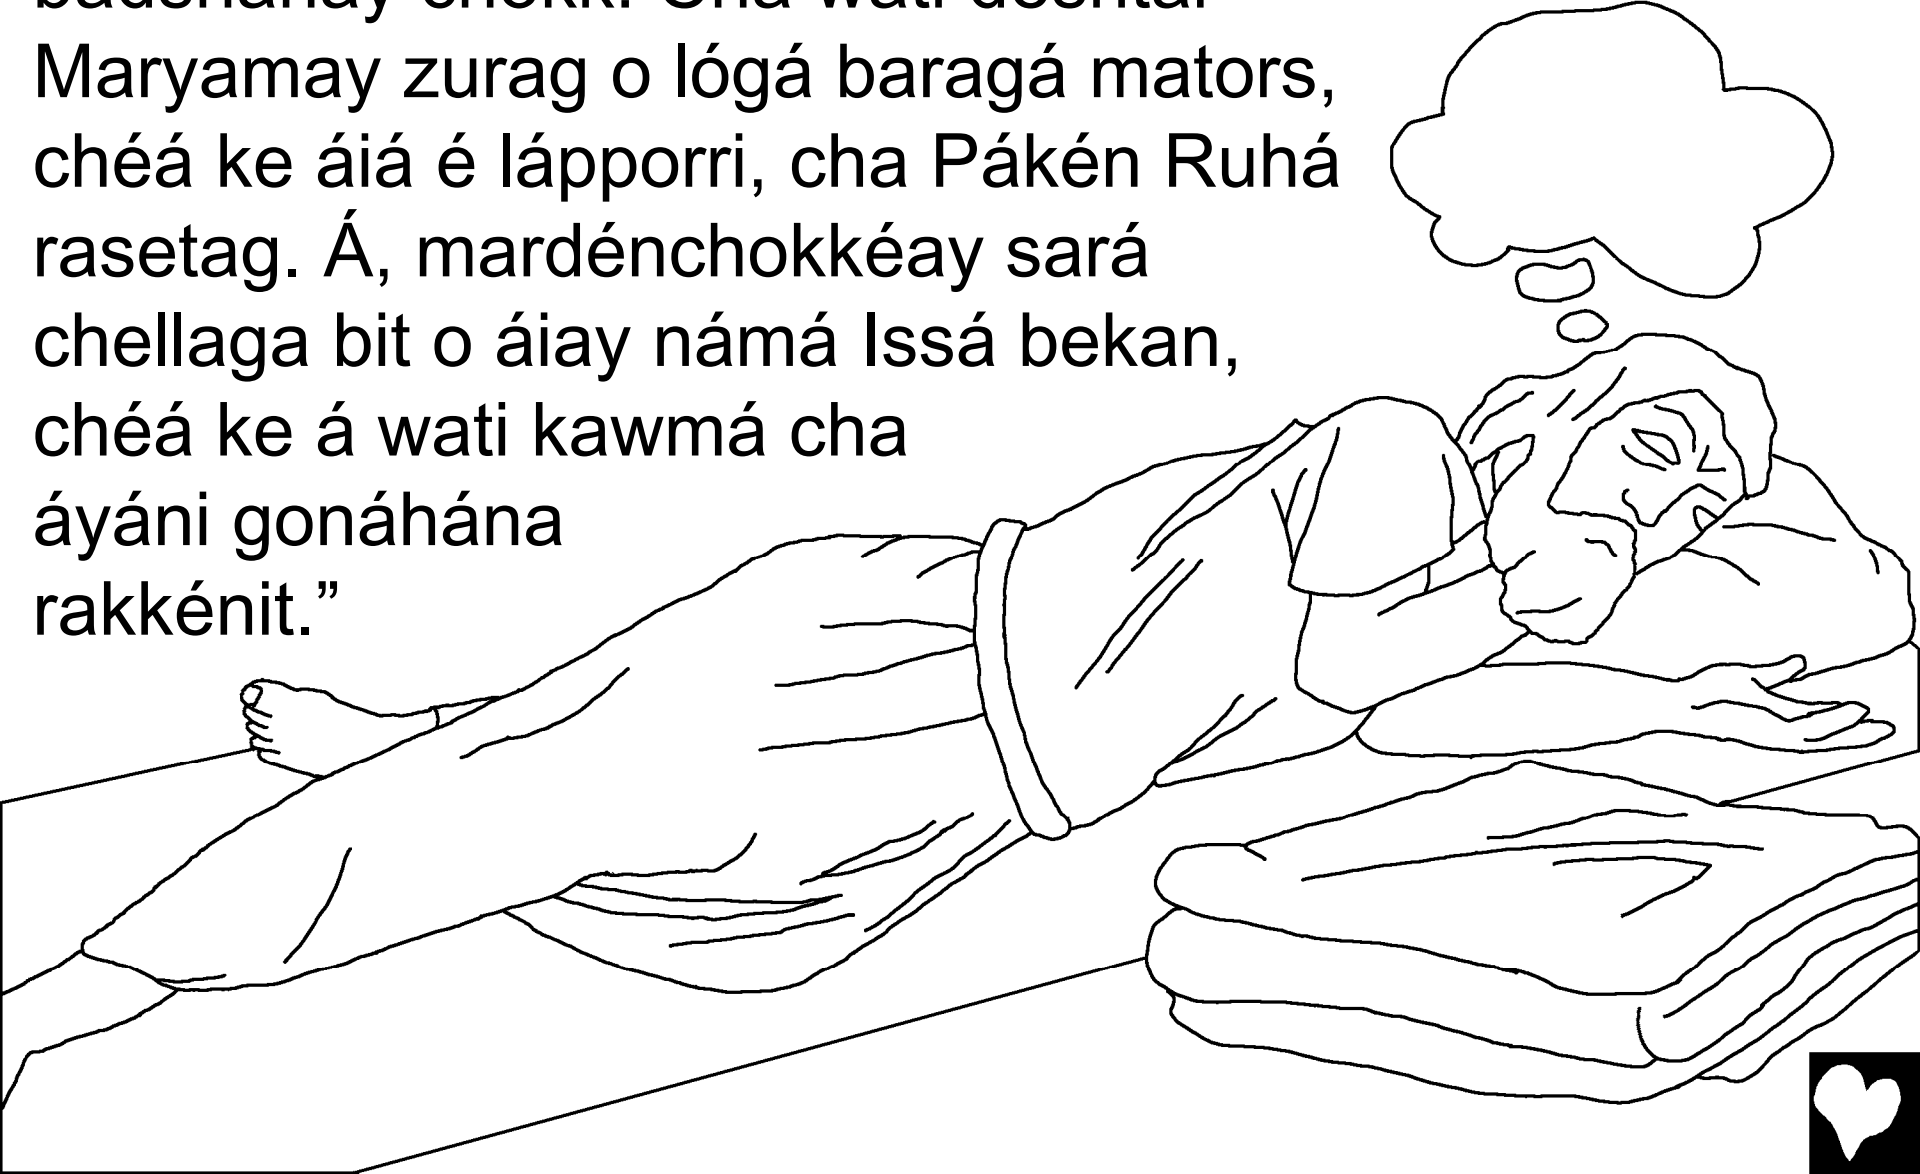 Maryamay zurag o lógá baragá mators,
chéá ke áiá é lápporri, cha Pákén Ruhá
rasetag. Á, mardénchokkéay sará
chellaga bit o áiay námá Issá bekan,
chéá ke á wati kawmá cha
áyáni gonáhána
rakkénit.”